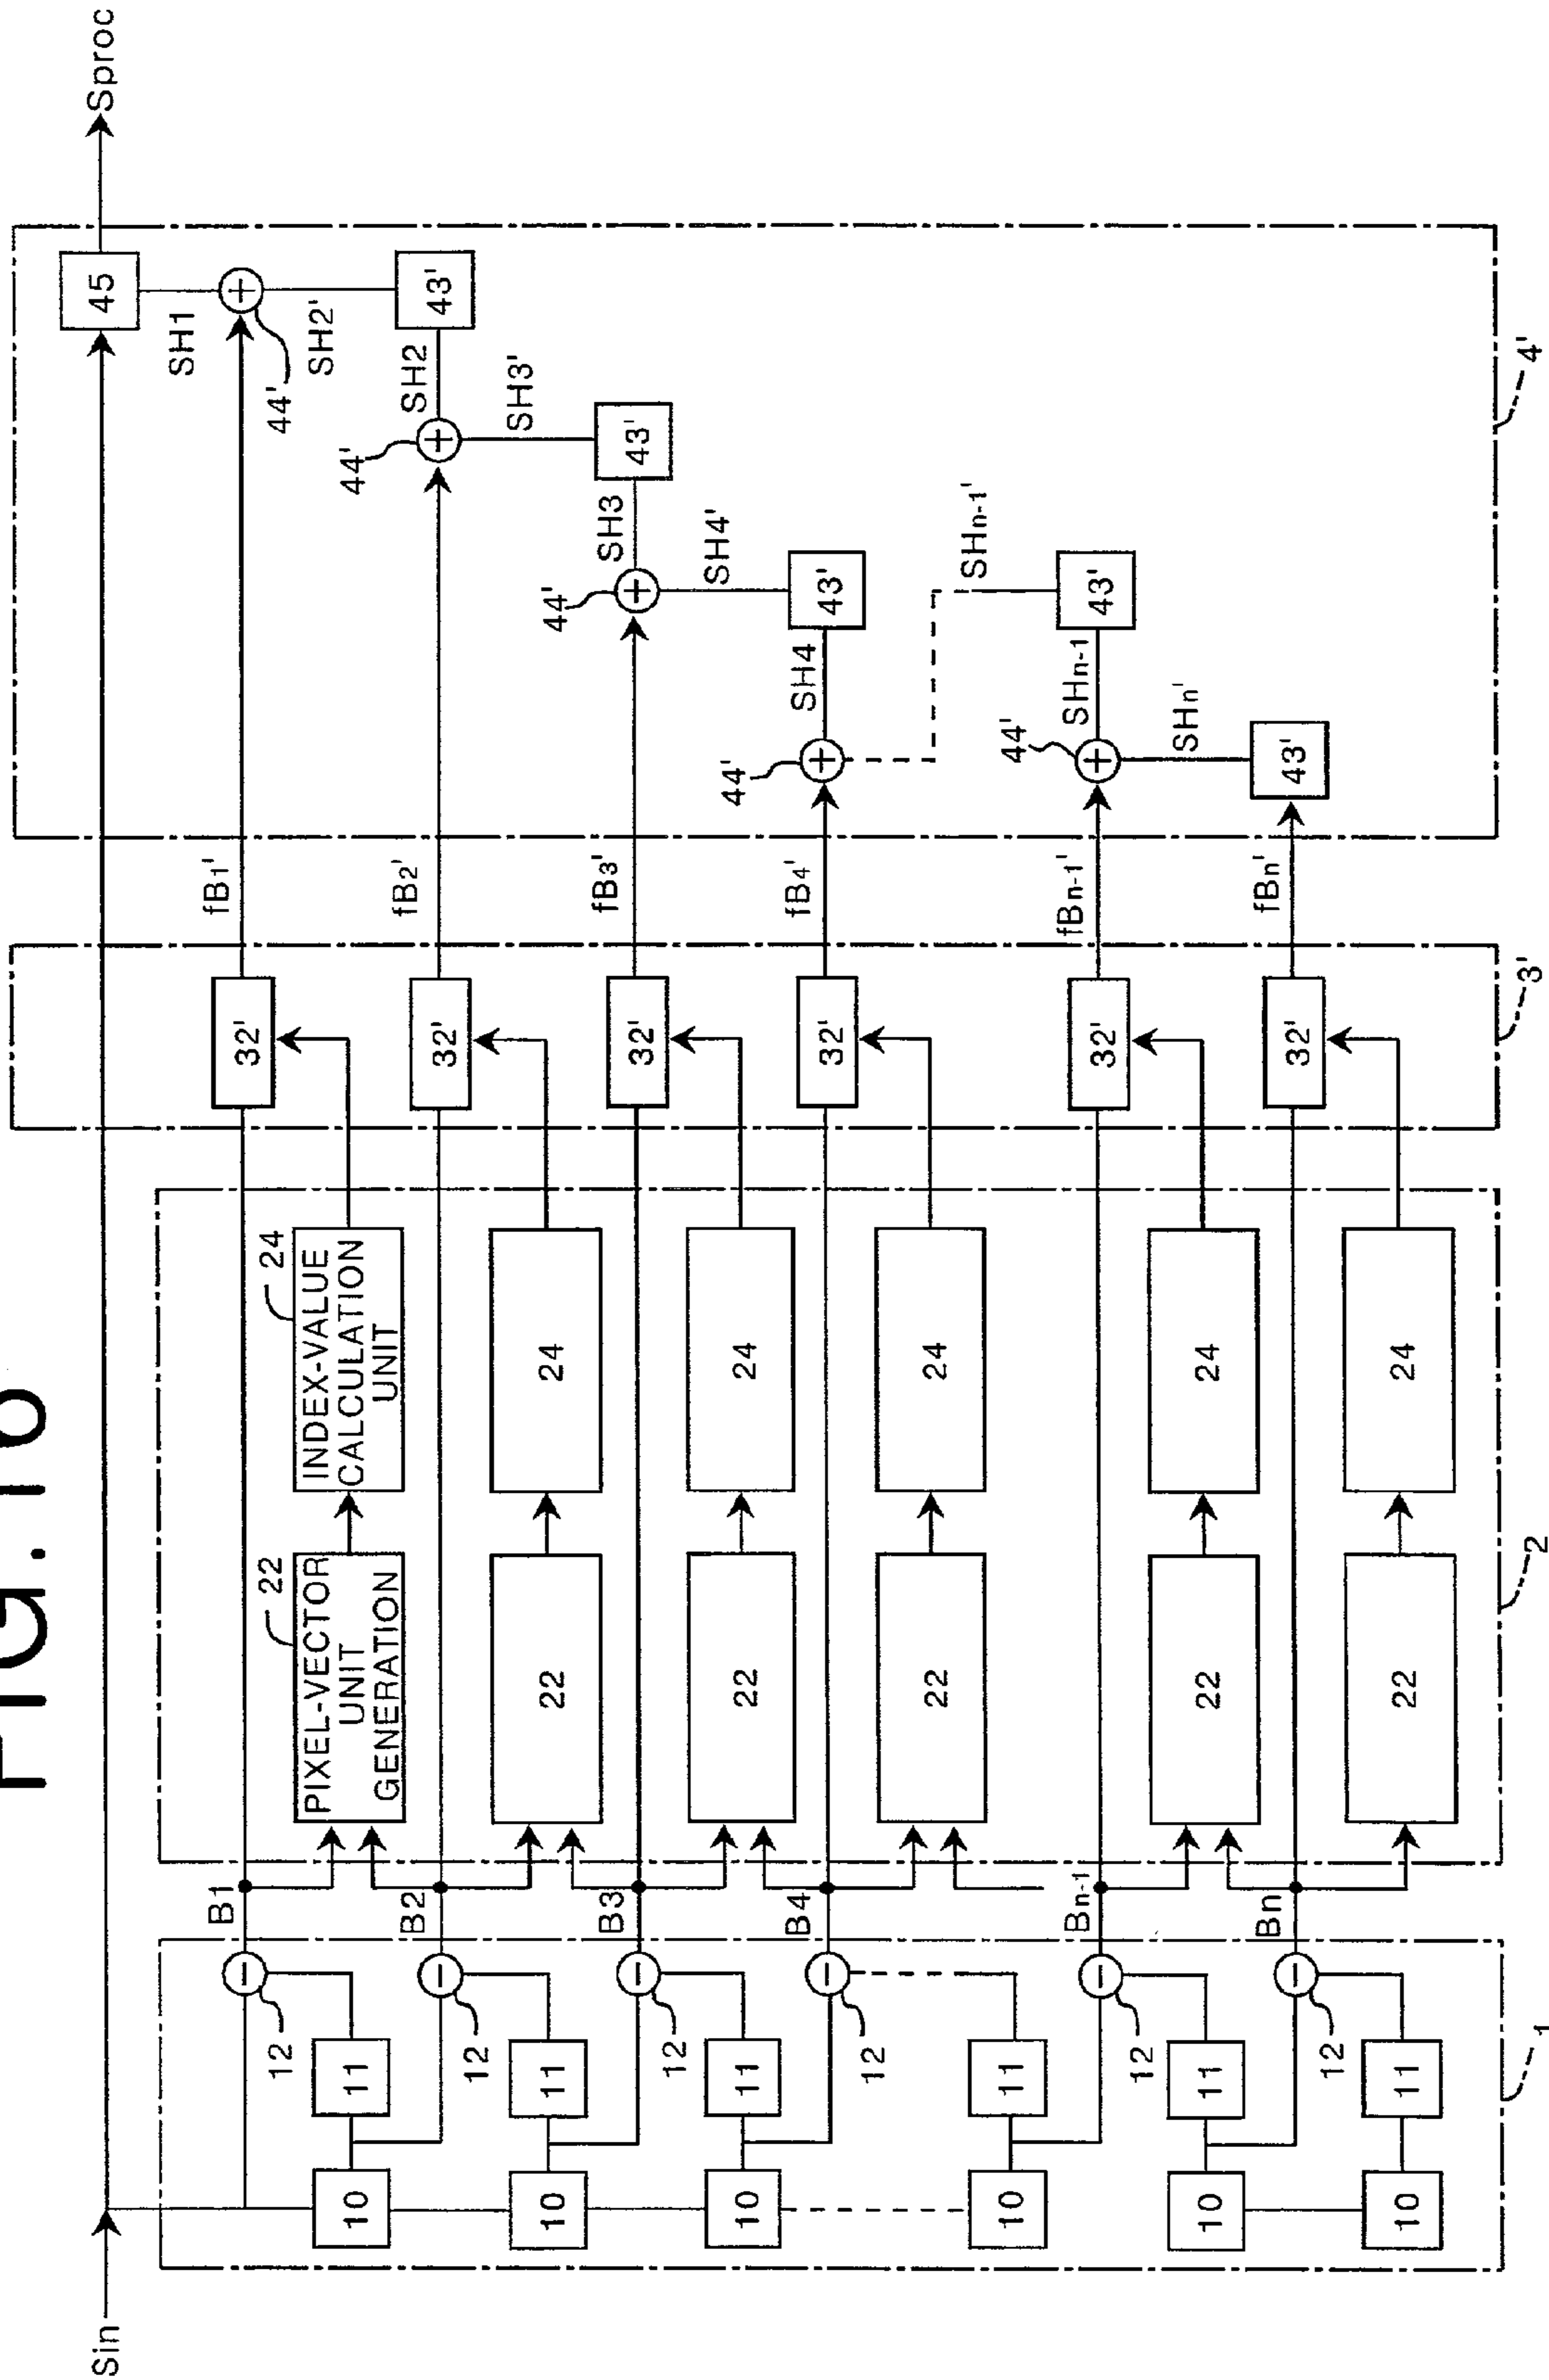 FIG.16
Sin
Sproc
45
SH1
B1
fB1'
32'
+
−
12
22
24
44'
SH2'
PIXEL-VECTOR
UNIT
GENERATION
INDEX-VALUE
CALCULATION
UNIT
10
11
B2
fB2'
SH2
43'
32'
44'
+
−
12
SH3'
10
11
22
24
B3
fB3'
SH3
43'
32'
44'
+
−
12
SH4'
10
11
22
24
B4
fB4'
SH4
43'
32'
44'
+
−
12
22
24
SHn-1'
10
11
Bn-1
fBn-1'
SHn-1
43'
32'
44'
+
−
12
SHn'
10
11
22
24
Bn
fBn'
32'
43'
−
12
10
11
22
24
1
2
3'
4'